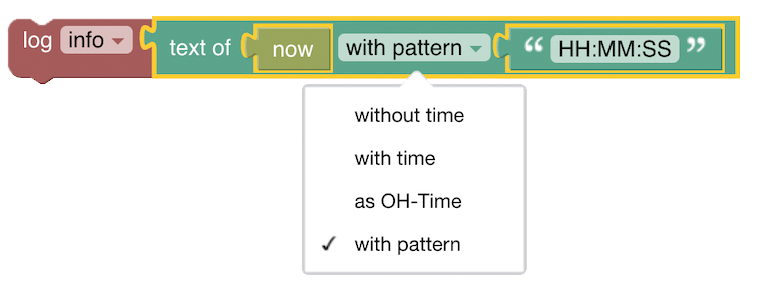 log info text of now with pattern “ HH:MM:SS ”
without time
with time
as OH-Time
✓ with pattern